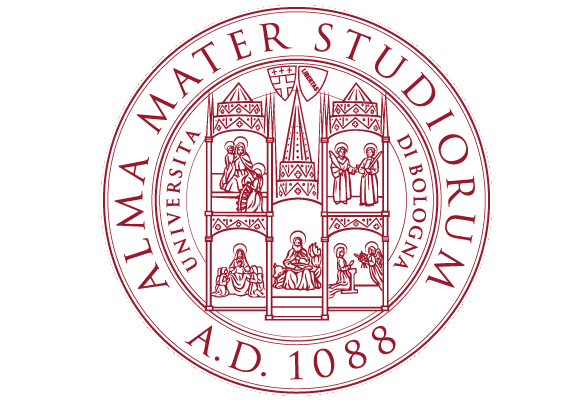 ALMA MATER STUDIORUM
A.D. 1088
UNIVERSITÀ
DI BOLOGNA
LIBERTAS